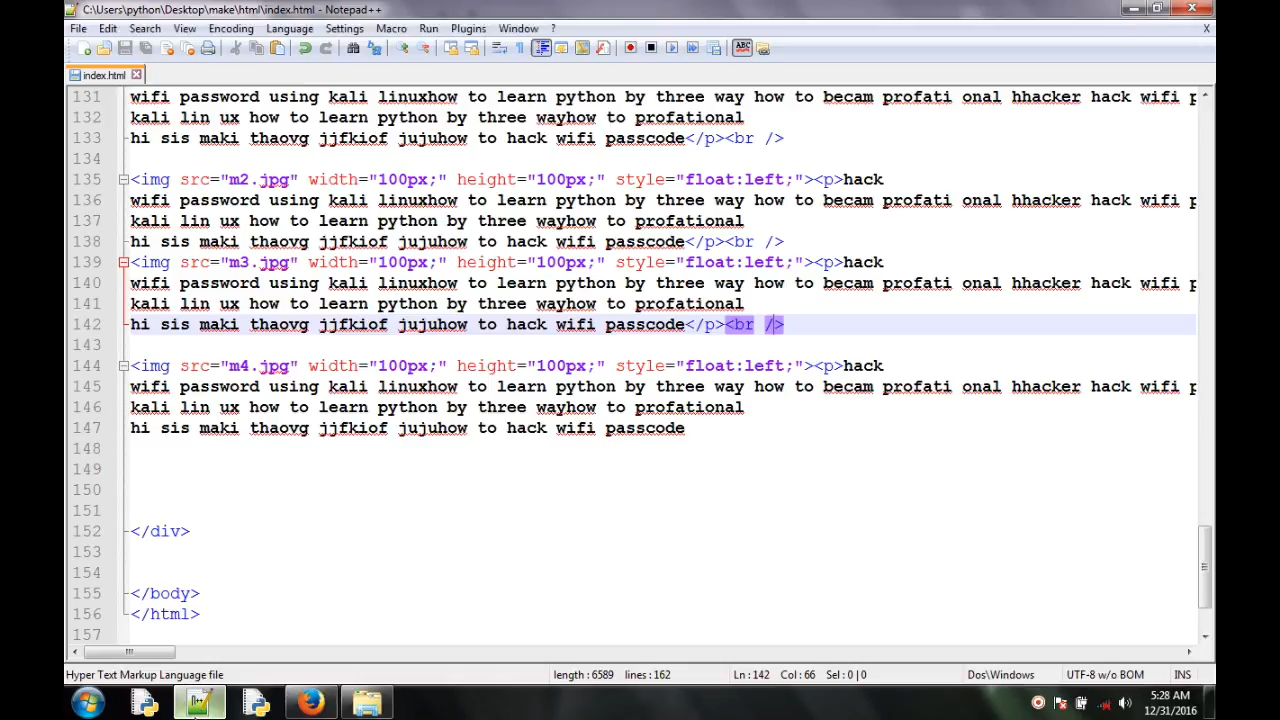 C:\Users\python\Desktop\make\html\index.html - Notepad++
File Edit Search View Encoding Language Settings Macro Run Plugins Window ? X
index.html
131 wifi password using kali linuxhow to learn python by three way how to becam profati onal hhacker hack wifi p
132 kali lin ux how to learn python by three wayhow to profational
133 hi sis maki thaovg jjfkiof jujuhow to hack wifi passcode</p><br />
134
135 <img src="m2.jpg" width="100px;" height="100px;" style="float:left;"><p>hack
136 wifi password using kali linuxhow to learn python by three way how to becam profati onal hhacker hack wifi p
137 kali lin ux how to learn python by three wayhow to profational
138 hi sis maki thaovg jjfkiof jujuhow to hack wifi passcode</p><br />
139 <img src="m3.jpg" width="100px;" height="100px;" style="float:left;"><p>hack
140 wifi password using kali linuxhow to learn python by three way how to becam profati onal hhacker hack wifi p
141 kali lin ux how to learn python by three wayhow to profational
142 hi sis maki thaovg jjfkiof jujuhow to hack wifi passcode</p><br />
143
144 <img src="m4.jpg" width="100px;" height="100px;" style="float:left;"><p>hack
145 wifi password using kali linuxhow to learn python by three way how to becam profati onal hhacker hack wifi p
146 kali lin ux how to learn python by three wayhow to profational
147 hi sis maki thaovg jjfkiof jujuhow to hack wifi passcode
148
149
150
151
152 </div>
153
154
155 </body>
156 </html>
157
Hyper Text Markup Language file length : 6589 lines : 162 Ln : 142 Col : 66 Sel : 0 | 0 Dos\Windows UTF-8 w/o BOM INS
5:28 AM
12/31/2016